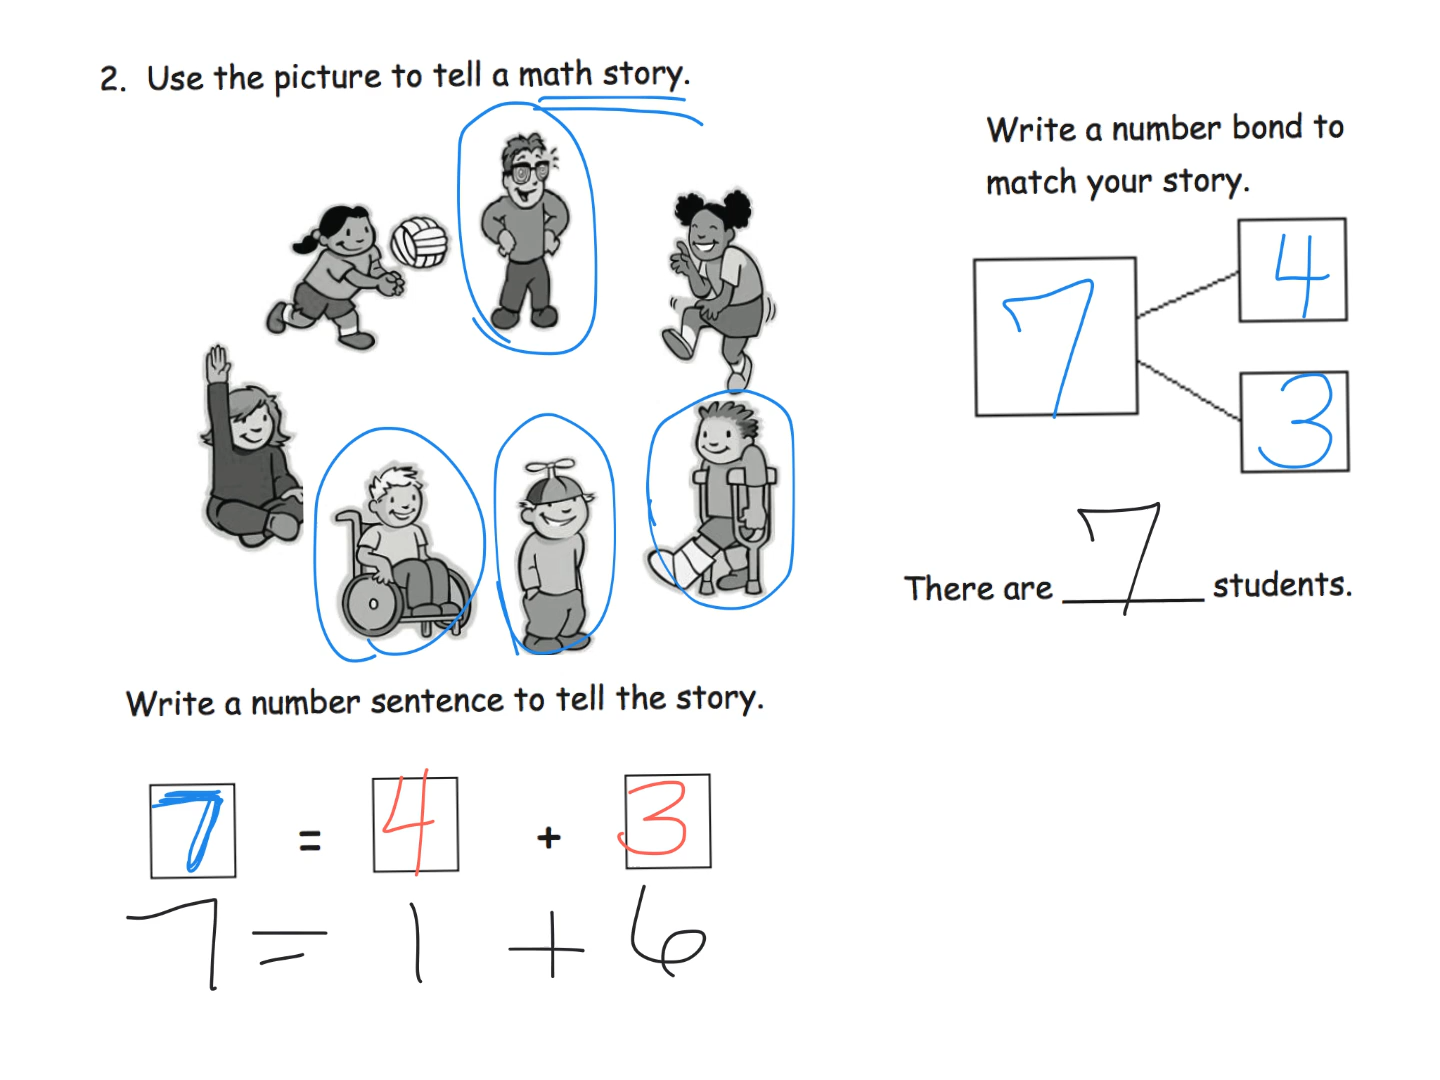 2. Use the picture to tell a math story.
Write a number bond to
match your story.
7
4
3
There are 7 students.
Write a number sentence to tell the story.
7 = 4 + 3
7 = 1 + 6